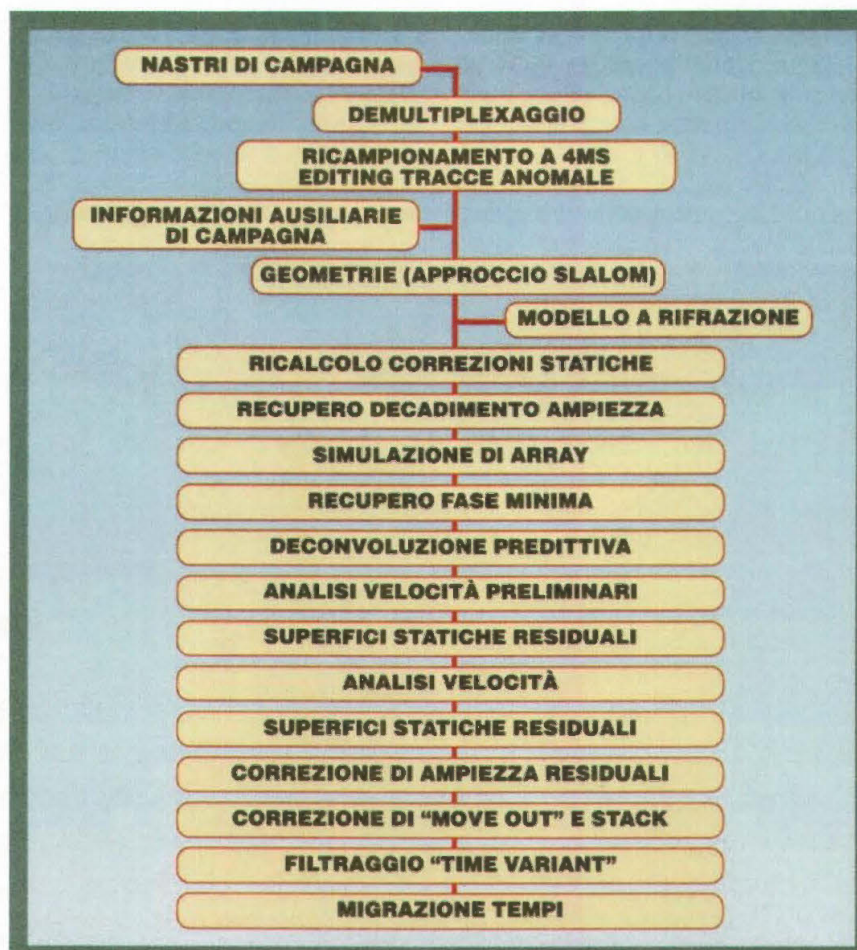 NASTRI DI CAMPAGNA
DEMULTIPLEXAGGIO
RICAMPIONAMENTO A 4MS
EDITING TRACCE ANOMALE
INFORMAZIONI AUSILIARIE
DI CAMPAGNA
GEOMETRIE (APPROCCIO SLALOM)
MODELLO A RIFRAZIONE
RICALCOLO CORREZIONI STATICHE
RECUPERO DECADIMENTO AMPIEZZA
SIMULAZIONE DI ARRAY
RECUPERO FASE MINIMA
DECONVOLUZIONE PREDITTIVA
ANALISI VELOCITÀ PRELIMINARI
SUPERFICI STATICHE RESIDUALI
ANALISI VELOCITÀ
SUPERFICI STATICHE RESIDUALI
CORREZIONE DI AMPIEZZA RESIDUALI
CORREZIONE DI “MOVE OUT” E STACK
FILTRAGGIO “TIME VARIANT”
MIGRAZIONE TEMPI